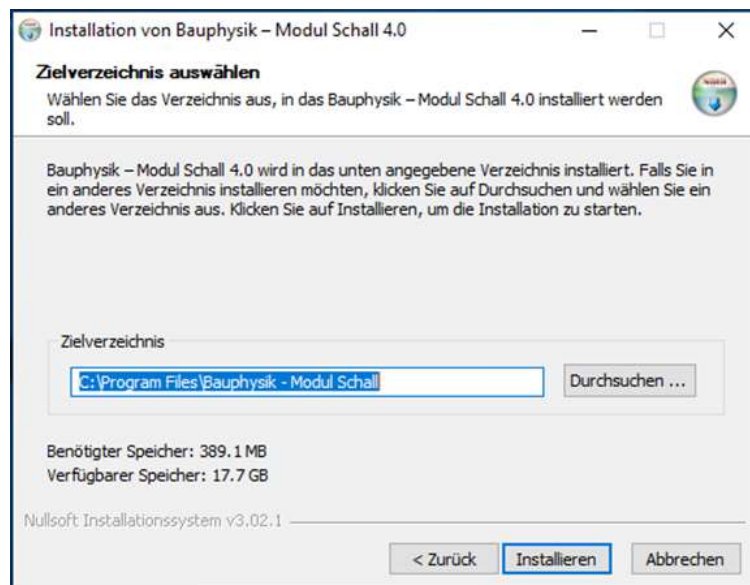 Installation von Bauphysik – Modul Schall 4.0
Zielverzeichnis auswählen
Wählen Sie das Verzeichnis aus, in das Bauphysik – Modul Schall 4.0 installiert werden
soll.
Bauphysik – Modul Schall 4.0 wird in das unten angegebene Verzeichnis installiert. Falls Sie in
ein anderes Verzeichnis installieren möchten, klicken Sie auf Durchsuchen und wählen Sie ein
anderes Verzeichnis aus. Klicken Sie auf Installieren, um die Installation zu starten.
Zielverzeichnis
C:\Program Files\Bauphysik - Modul Schall
Durchsuchen ...
Benötigter Speicher: 389.1 MB
Verfügbarer Speicher: 17.7 GB
Nullsoft Installationssystem v3.02.1
< Zurück
Installieren
Abbrechen